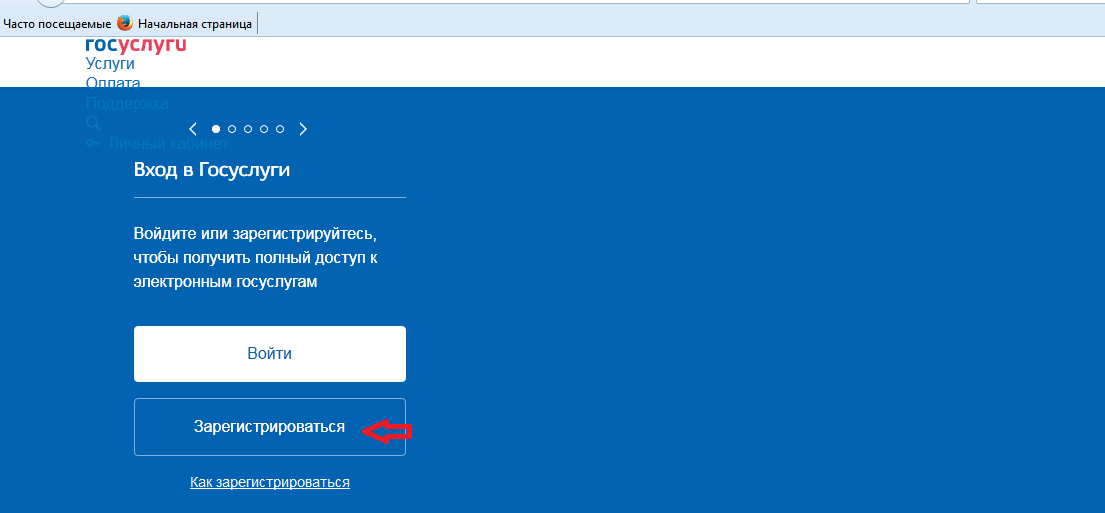 Часто посещаемые Начальная страница
госуслуги
Услуги
Оплата
Поддержка
Личный кабинет
Вход в Госуслуги
Войдите или зарегистрируйтесь,
чтобы получить полный доступ к
электронным госуслугам
Войти
Зарегистрироваться
Как зарегистрироваться